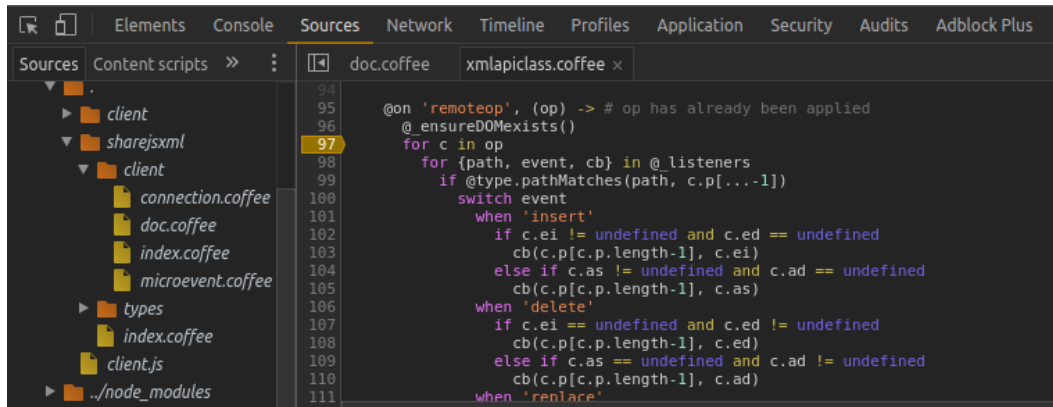 Elements Console Sources Network Timeline Profiles Application Security Audits Adblock Plus
Sources Content scripts » ⋮ doc.coffee xmlapiclass.coffee ×
.
client
sharejsxml
client
connection.coffee
doc.coffee
index.coffee
microevent.coffee
types
index.coffee
client.js
../node_modules
94
95 @on 'remoteop', (op) -> # op has already been applied
96 @_ensureDOMexists()
97 for c in op
98 for {path, event, cb} in @_listeners
99 if @type.pathMatches(path, c.p[...-1])
100 switch event
101 when 'insert'
102 if c.ei != undefined and c.ed == undefined
103 cb(c.p[c.p.length-1], c.ei)
104 else if c.as != undefined and c.ad == undefined
105 cb(c.p[c.p.length-1], c.as)
106 when 'delete'
107 if c.ei == undefined and c.ed != undefined
108 cb(c.p[c.p.length-1], c.ed)
109 else if c.as == undefined and c.ad != undefined
110 cb(c.p[c.p.length-1], c.ad)
111 when 'replace'